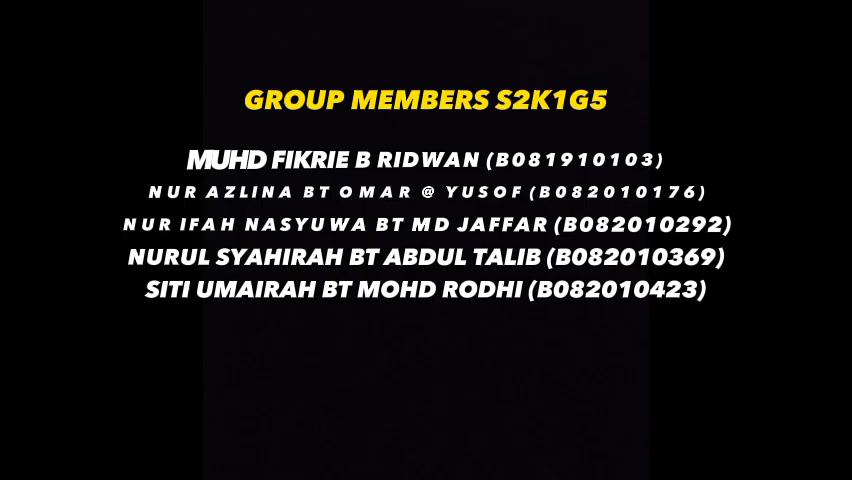 GROUP MEMBERS S2K1G5
MUHD FIKRIE B RIDWAN (B081910103)
NUR AZLINA BT OMAR @ YUSOF (B082010176)
NUR IFAH NASYUWA BT MD JAFFAR (B082010292)
NURUL SYAHIRAH BT ABDUL TALIB (B082010369)
SITI UMAIRAH BT MOHD RODHI (B082010423)